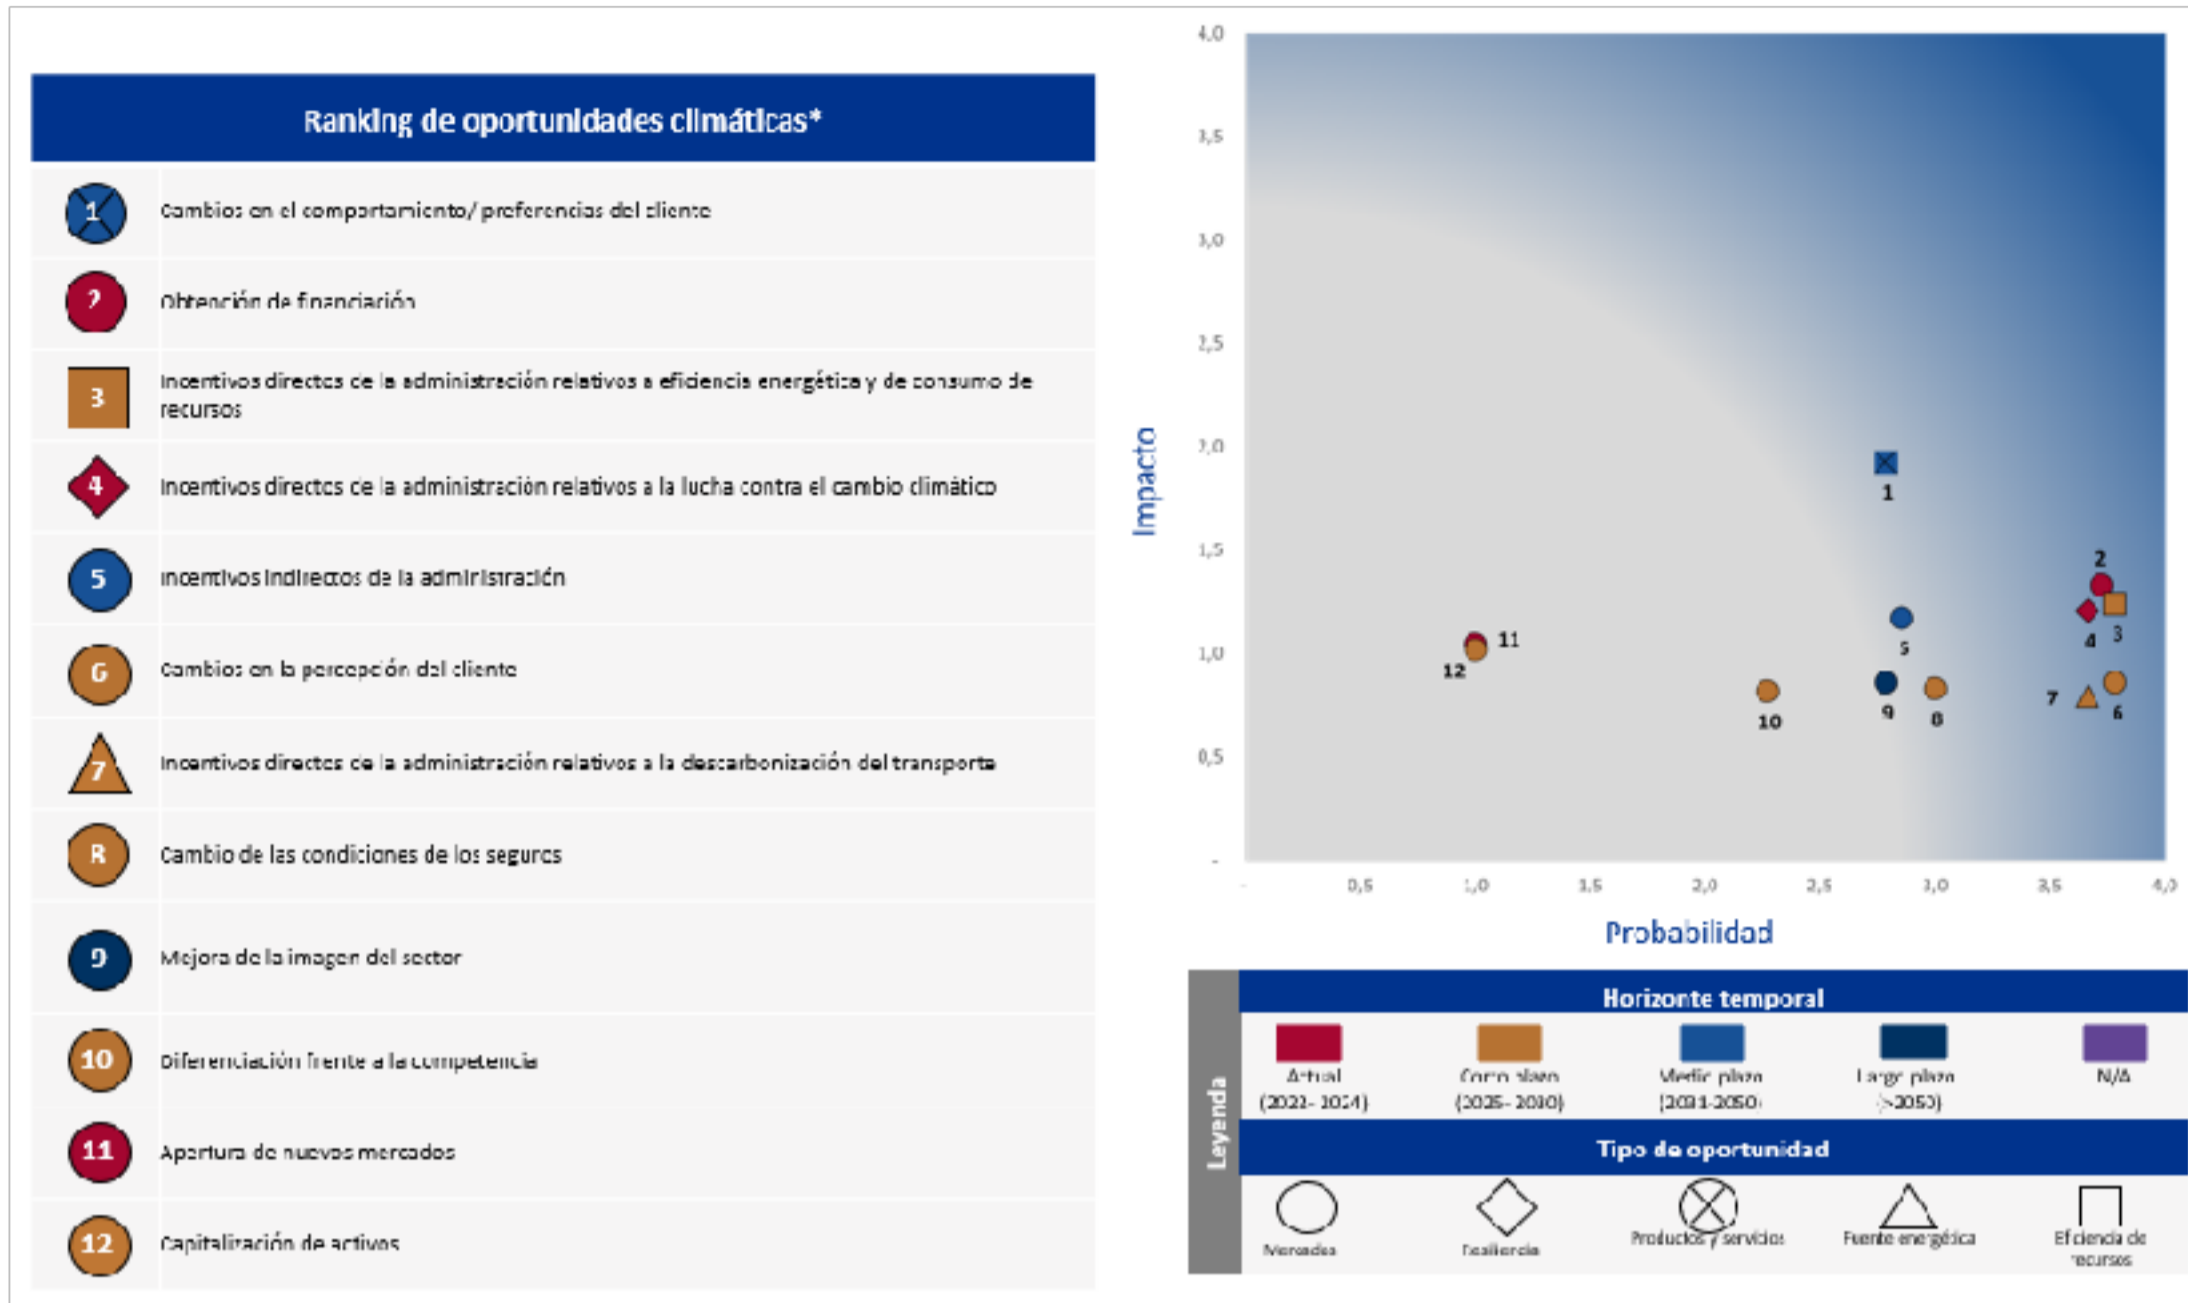 Ranking de oportunidades climáticas*
1 Cambios en el comportamiento/ preferencias del cliente
2 Obtención de financiación
3 Incentivos directos de la administración relativos a eficiencia energética y de consumo de
recursos
4 Incentivos directos de la administración relativos a la lucha contra el cambio climático
5 Incentivos indirectos de la administración
6 Cambios en la percepción del cliente
7 Incentivos directos de la administración relativos a la descarbonización del transporte
8 Cambio de las condiciones de los seguros
9 Mejora de la imagen del sector
10 Diferenciación frente a la competencia
11 Apertura de nuevos mercados
12 Capitalización de activos
Impacto
4,0
3,5
3,0
2,5
2,0
1,5
1,0
0,5
-
1
2
4 3
5
11
12
10
9
8
7
6
- 0,5 1,0 1,5 2,0 2,5 3,0 3,5 4,0
Probabilidad
Leyenda
Horizonte temporal
Actual Corto plazo Medio plazo Largo plazo N/A
(2022- 2024) (2025- 2030) (2031-2050) (>2050)
Tipo de oportunidad
Mercados Resiliencia Productos y servicios Fuente energética Eficiencia de
recursos